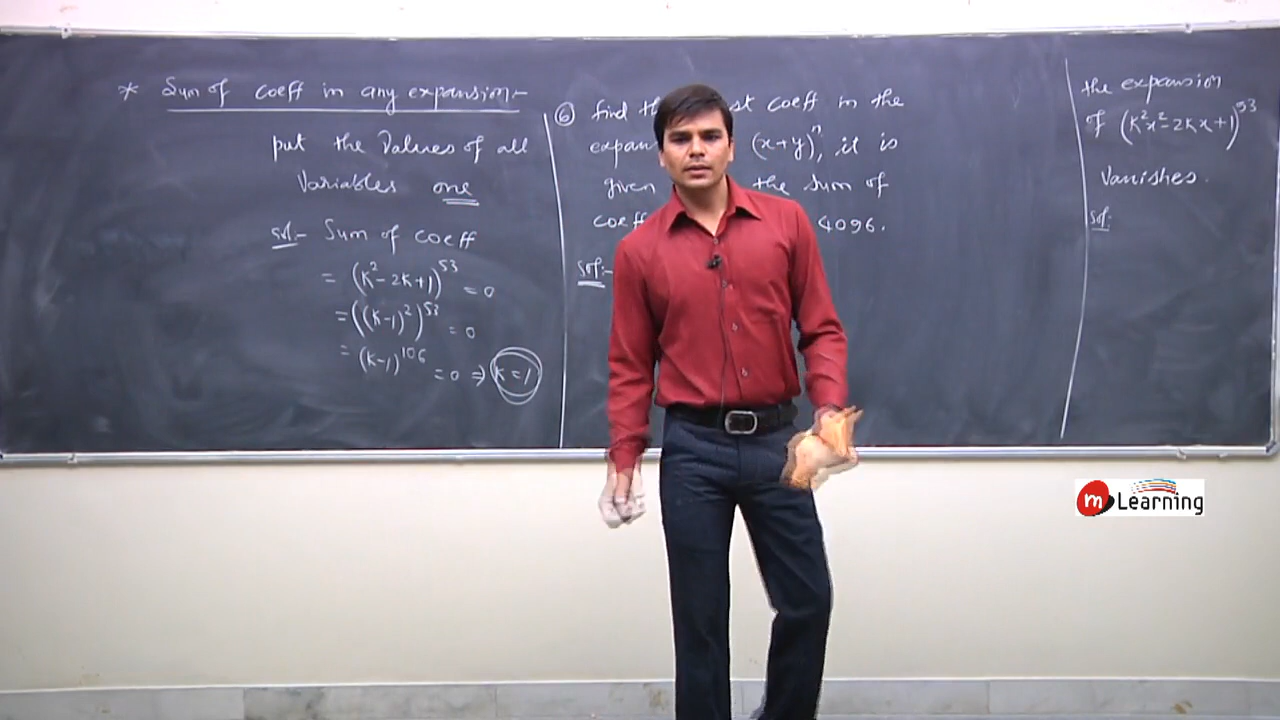 * Sum of coeff in any expansion:-
put the Values of all
Variables one
Sol:- Sum of coeff
= (k²-2k+1)⁵³ = 0
= ((k-1)²)⁵³ = 0
= (k-1)¹⁰⁶ = 0 ⇒ k=1
⑥ find st coeff in the
expan (x+y)ⁿ, it is
given the Sum of
coeff 4096.
Sol:-
the expansion
of (k²x²-2kx+1)⁵³
Vanishes.
Sol:
m Learning